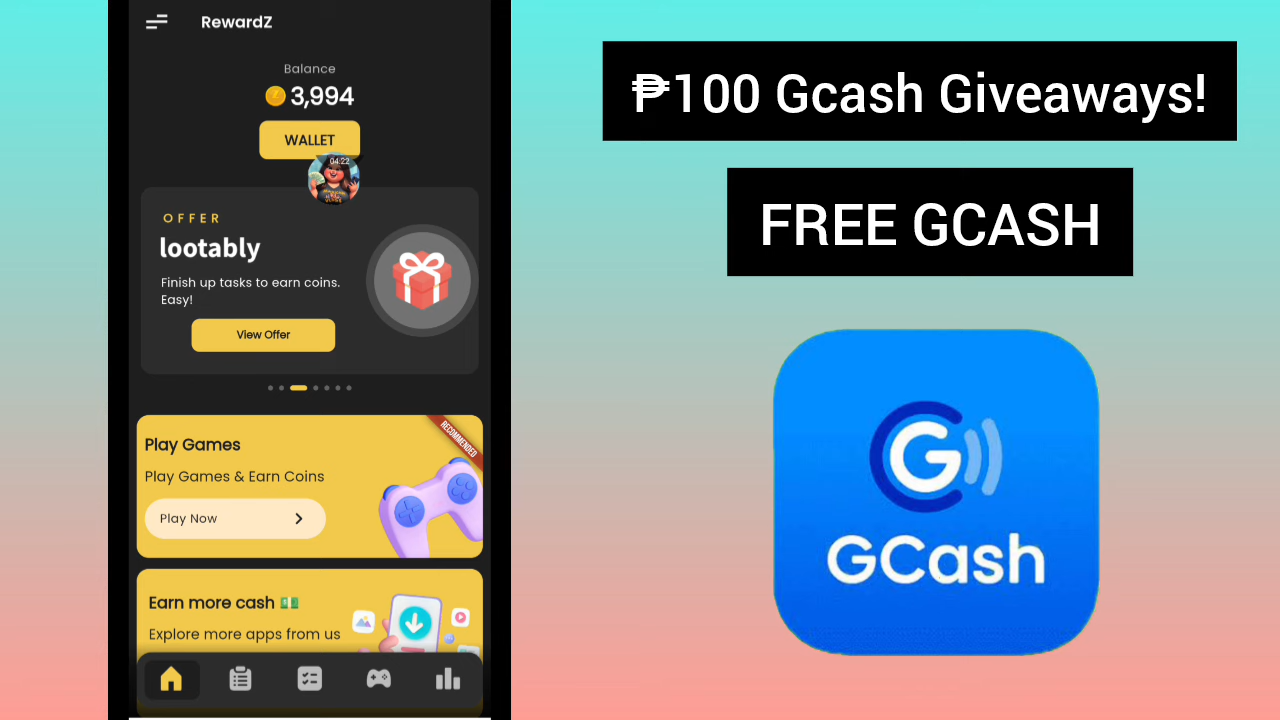 RewardZ
Balance
3,994
WALLET
04:22
OFFER
lootably
Finish up tasks to earn coins.
Easy!
View Offer
RECOMMENDED
Play Games
Play Games & Earn Coins
Play Now
Earn more cash
Explore more apps from us
₱100 Gcash Giveaways!
FREE GCASH
G
GCash